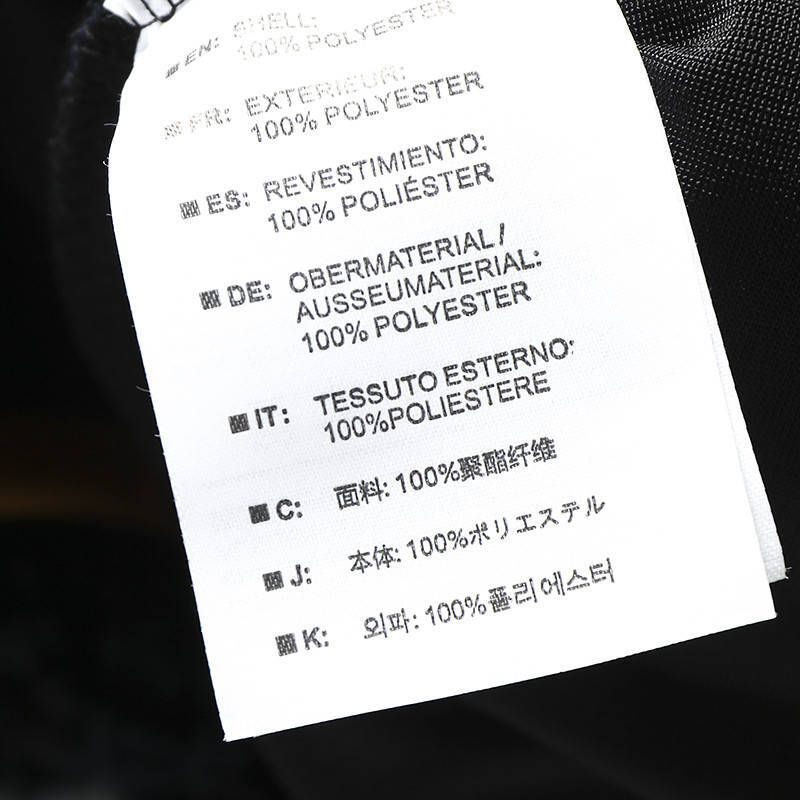 EN: SHELL:
100% POLYESTER
FR: EXTERIEUR:
100% POLYESTER
ES: REVESTIMIENTO:
100% POLIÉSTER
DE: OBERMATERIAL/
AUSSEUMATERIAL:
100% POLYESTER
IT: TESSUTO ESTERNO:
100%POLIESTERE
C: 面料: 100%聚酯纤维
J: 本体: 100%ポリエステル
K: 외파: 100%폴리에스터